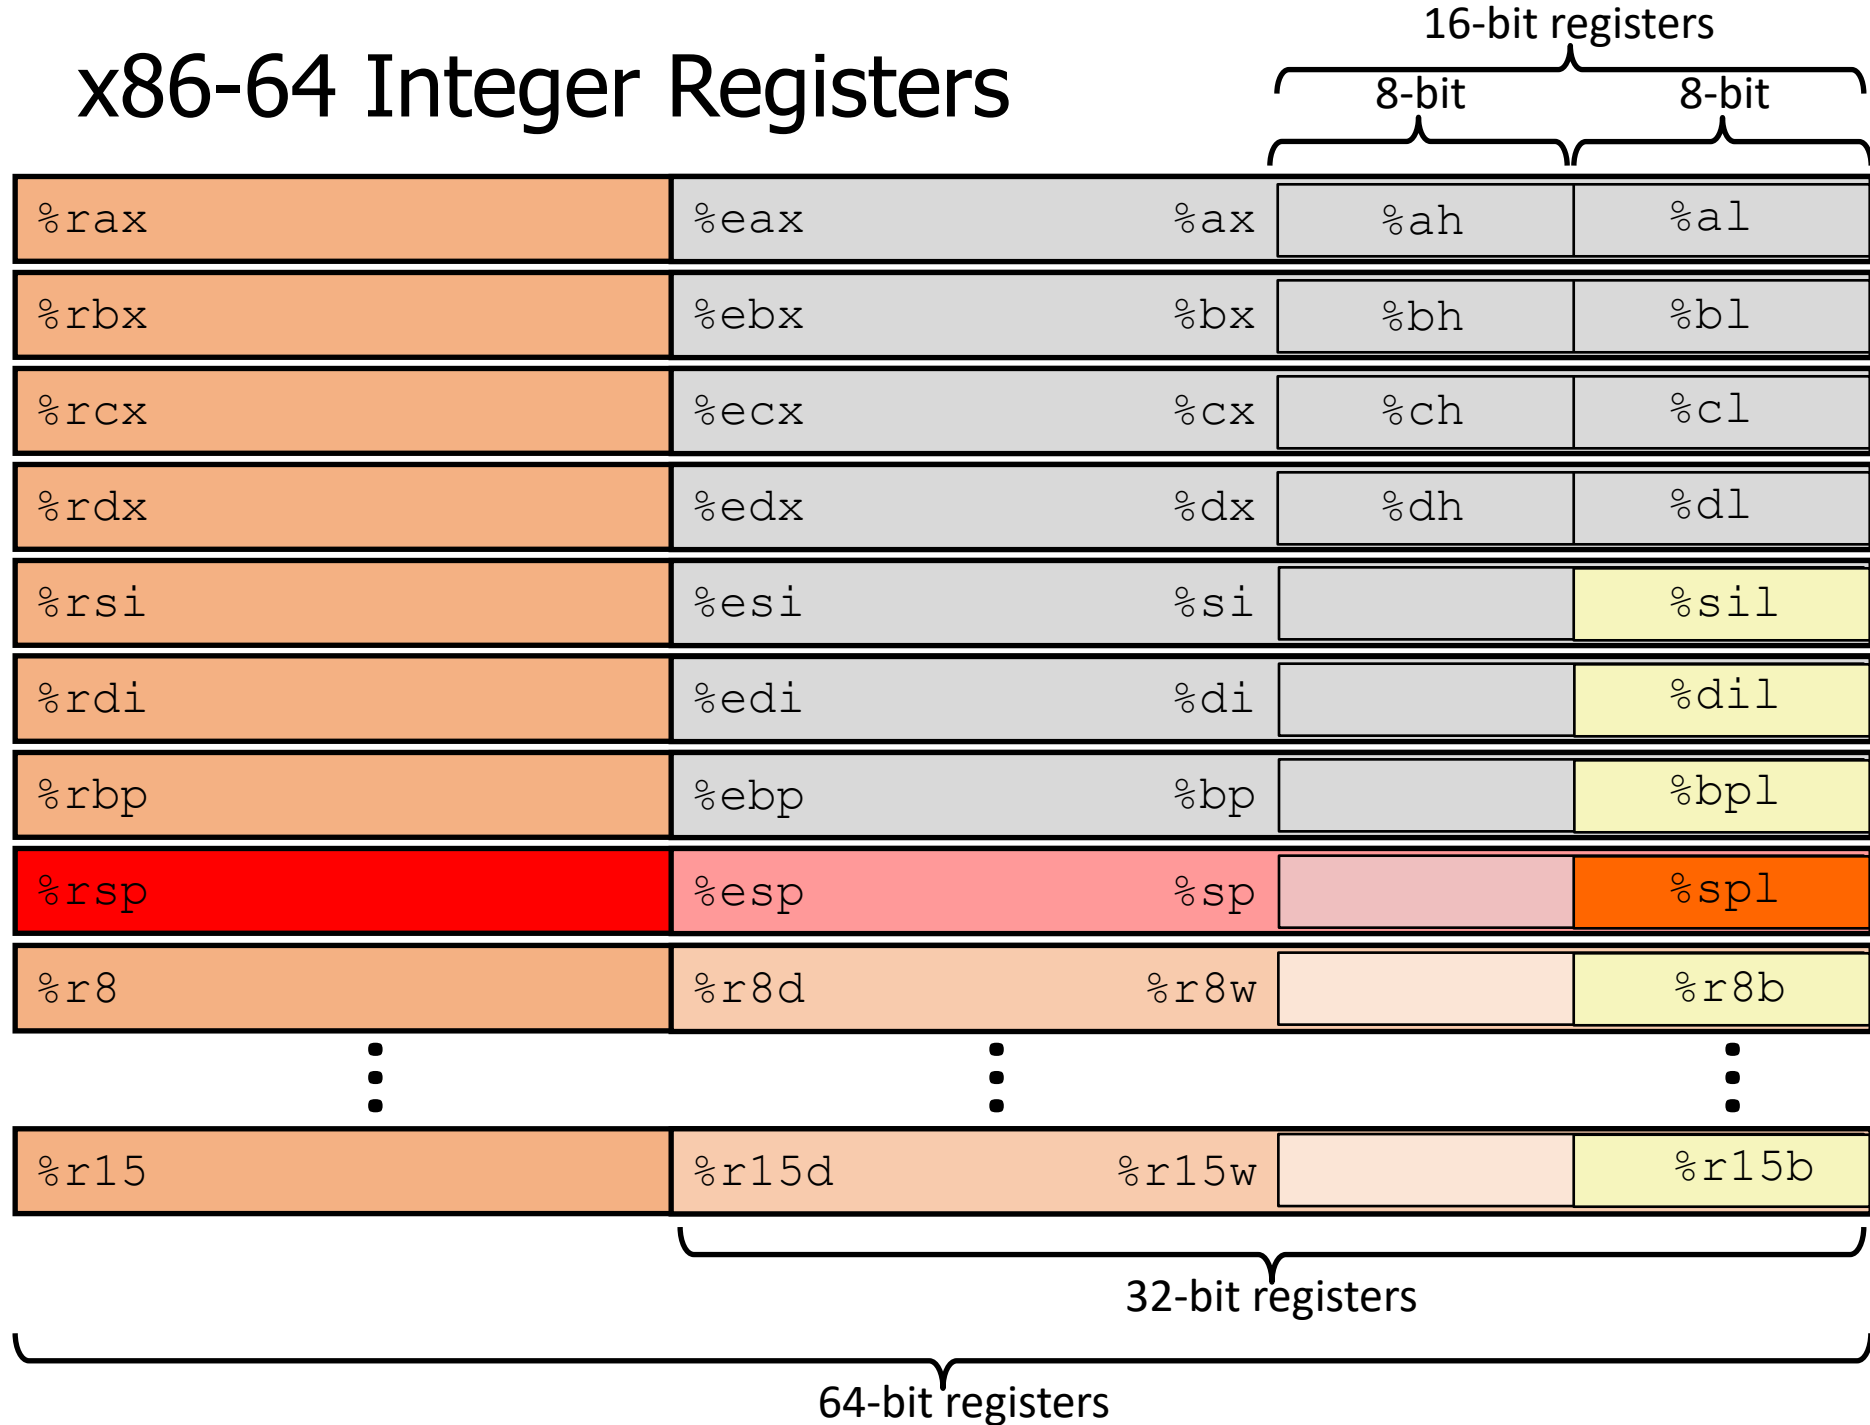 16-bit registers
x86-64 Integer Registers
8-bit 8-bit
%rax %eax %ax %ah %al
%rbx %ebx %bx %bh %bl
%rcx %ecx %cx %ch %cl
%rdx %edx %dx %dh %dl
%rsi %esi %si %sil
%rdi %edi %di %dil
%rbp %ebp %bp %bpl
%rsp %esp %sp %spl
%r8 %r8d %r8w %r8b
%r15 %r15d %r15w %r15b
32-bit registers
64-bit registers